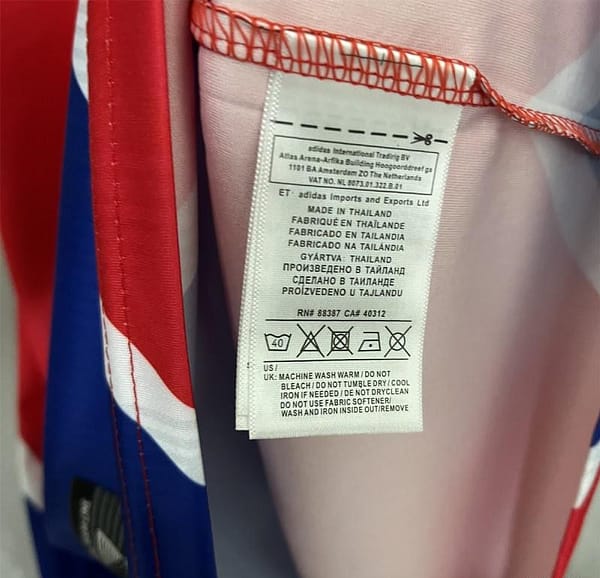 adidas International Tradirig BV
Atlas Arena-Arfika Building Hoogoorddreef ga
1101 BA Amsterdam ZO The Netherlands
VAT NO. NL 8073.01.322.B.01
ET· adidas Imports and Exports Ltd
MADE IN THAILAND
FABRIQUÉ EN THAÏLANDE
FABRICADO EN TAILANDIA
FABRICADO NA TAILÂNDIA
GYÁRTVA: THAILAND
ПРОИЗВЕДЕНО В ТАЙЛАНД
СДЕЛАНО В ТАИЛАНДЕ
PROÍZVEDENO U TAJLANDU
RN# 88387 CA# 40312
40
US /
UK: MACHINE WASH WARM / DO NOT
BLEACH / DO NOT TUMBLE DRY / COOL
IRON IF NEEDED / DE NOT DRYCLEAN
DO NOT USE FABRIC SOFTENER/
WASH AND IRON INSIDE OUT/REMOVE